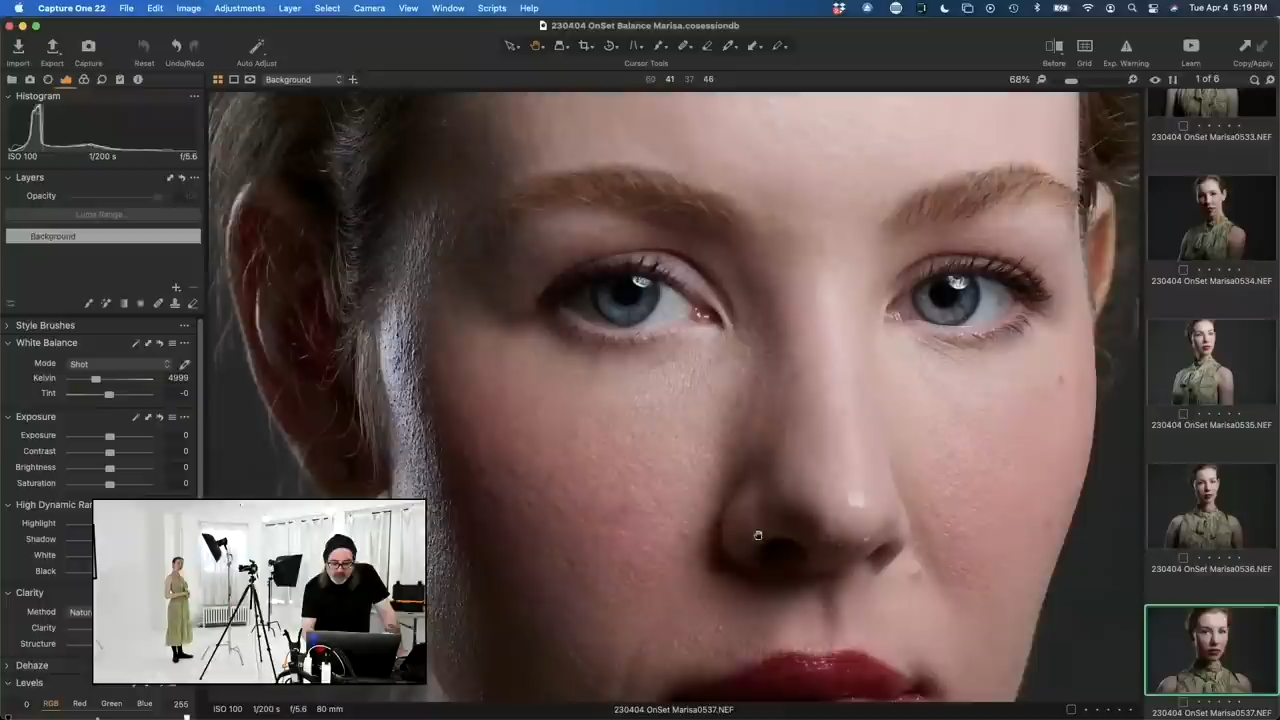 Capture One 22 File Edit Image Adjustments Layer Select Camera View Window Scripts Help Tue Apr 4 5:19 PM
230404 OnSet Balance Marisa.cosessiondb
Import Export Capture Reset Undo/Redo Auto Adjust Cursor Tools Before Grid Exp. Warning Learn Copy/Apply
Background 41 37 46 68% 1 of 6
Histogram
ISO 100 1/200 s f/5.6
Layers
Opacity
Luma Range...
Background
Style Brushes
White Balance
Mode Shot
Kelvin 4999
Tint -0
Exposure
Exposure 0
Contrast 0
Brightness 0
Saturation 0
High Dynamic Ran
Highlight
Shadow
White
Black
Clarity
Method Natur
Clarity
Structure
Dehaze
Levels
0 RGB Red Green Blue 255
ISO 100 1/200 s f/5.6 80 mm
230404 OnSet Marisa0537.NEF
230404 OnSet Marisa0533.NEF
230404 OnSet Marisa0534.NEF
230404 OnSet Marisa0535.NEF
230404 OnSet Marisa0536.NEF
230404 OnSet Marisa0537.NEF